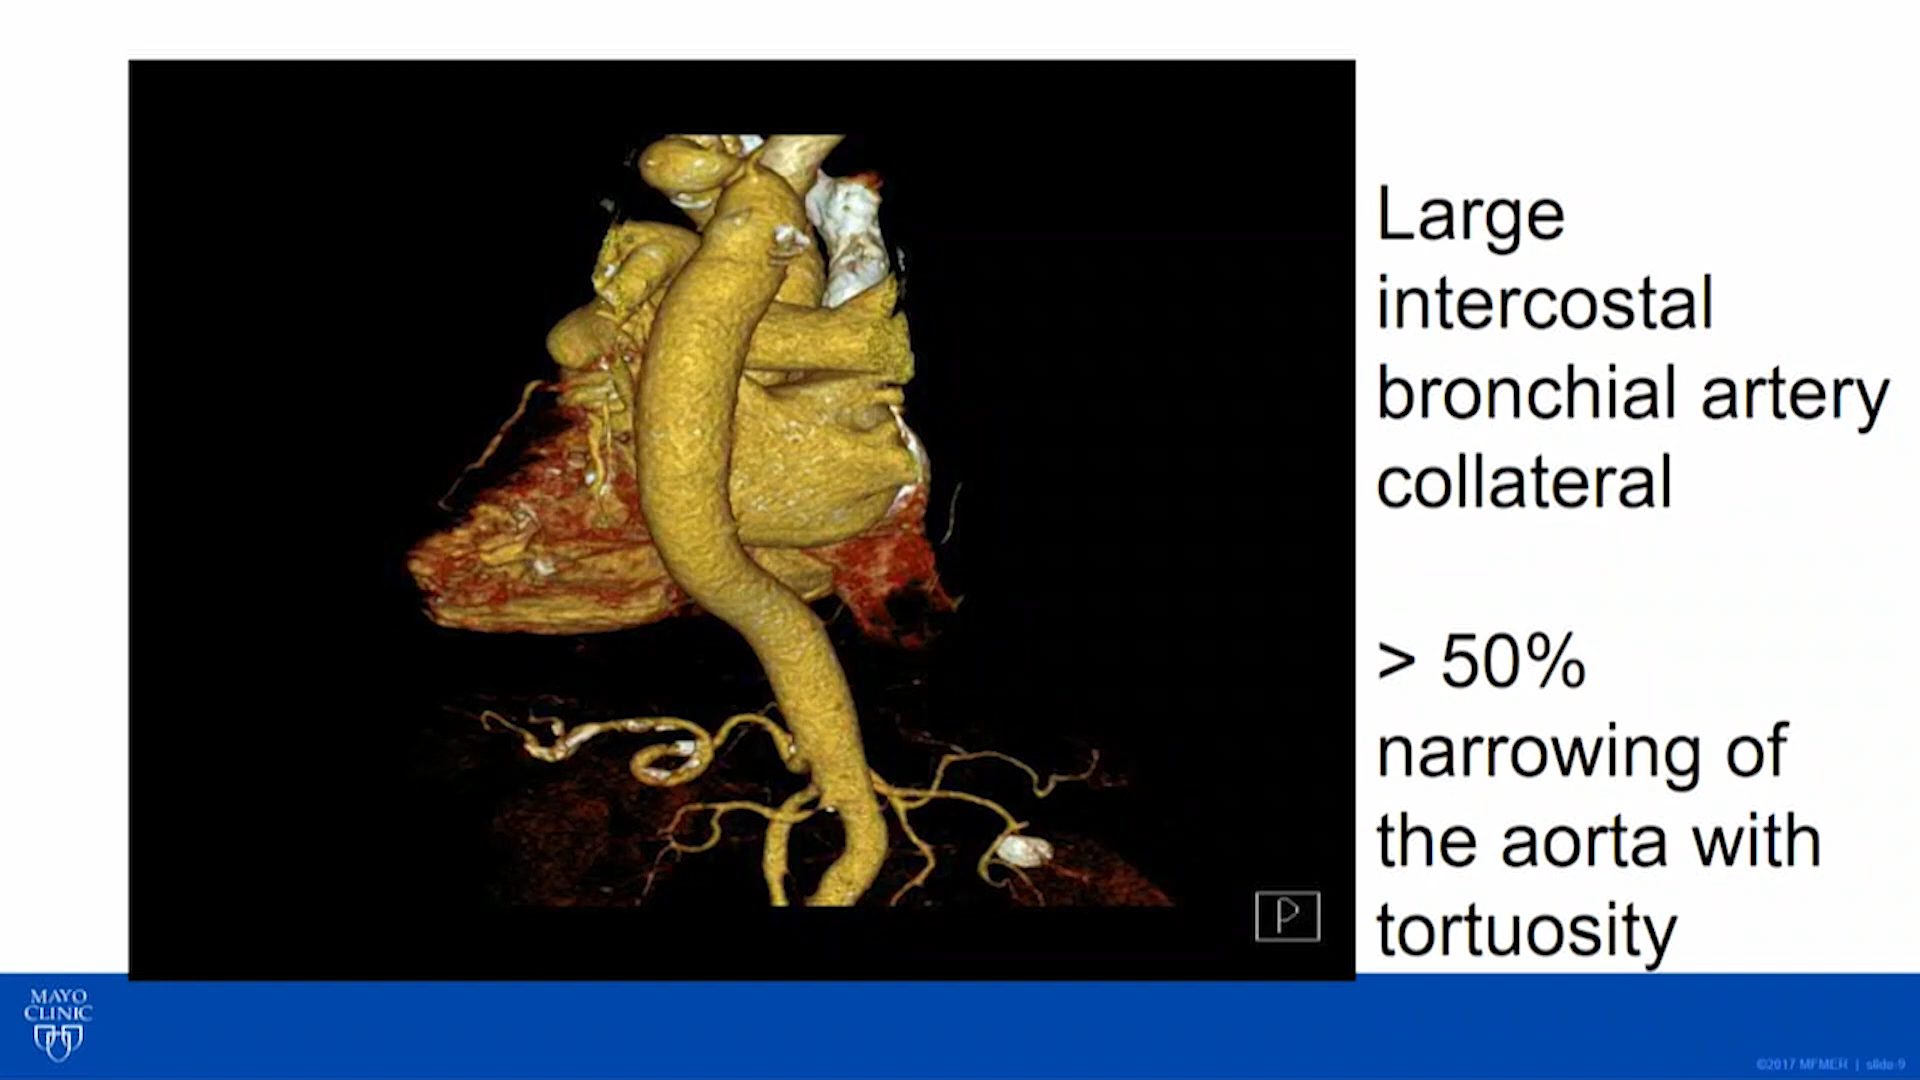 Large
intercostal
bronchial artery
collateral
> 50%
narrowing of
the aorta with
tortuosity
P
MAYO
CLINIC
©2017 MFMER | slide-9